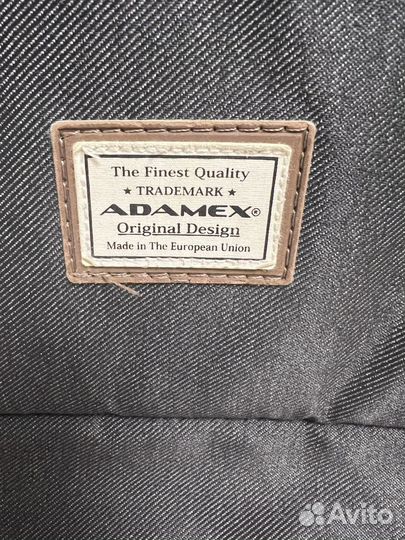 The Finest Quality
★ TRADEMARK ★
ADAMEX®
Original Design
Made in The European Union
Avito